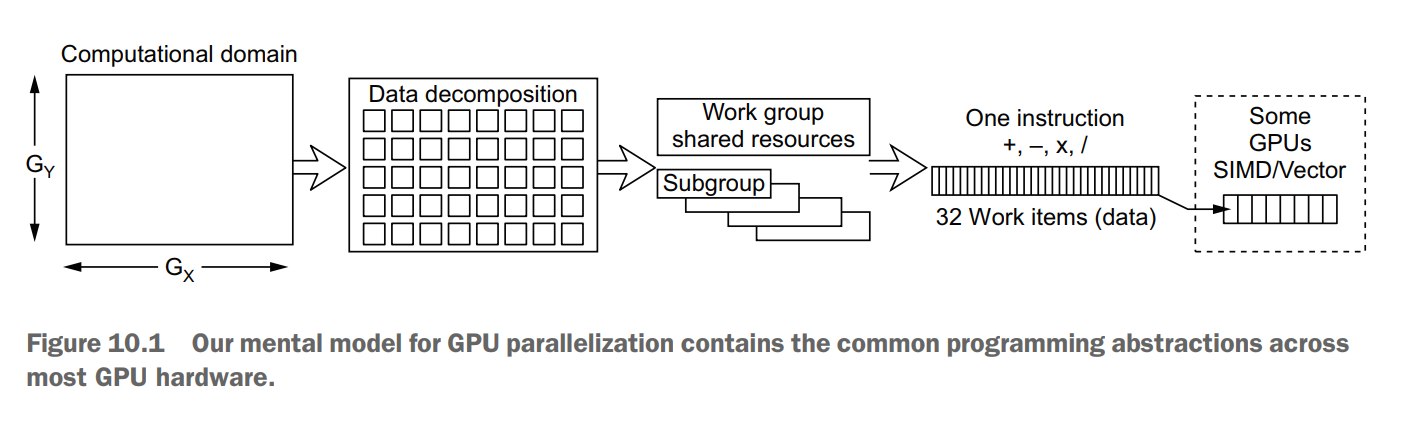 Computational domain
G_Y
G_X
Data decomposition
Work group
shared resources
Subgroup
One instruction
+, –, x, /
32 Work items (data)
Some
GPUs
SIMD/Vector
Figure 10.1 Our mental model for GPU parallelization contains the common programming abstractions across
most GPU hardware.